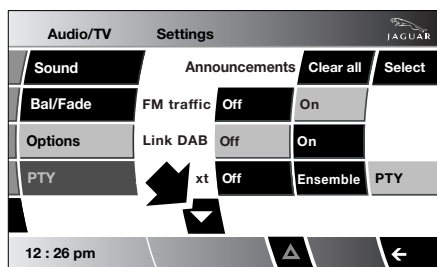 Audio/TV Settings JAGUAR
Sound Announcements Clear all Select
Bal/Fade FM traffic Off On
Options Link DAB Off On
PTY xt Off Ensemble PTY
12 : 26 pm